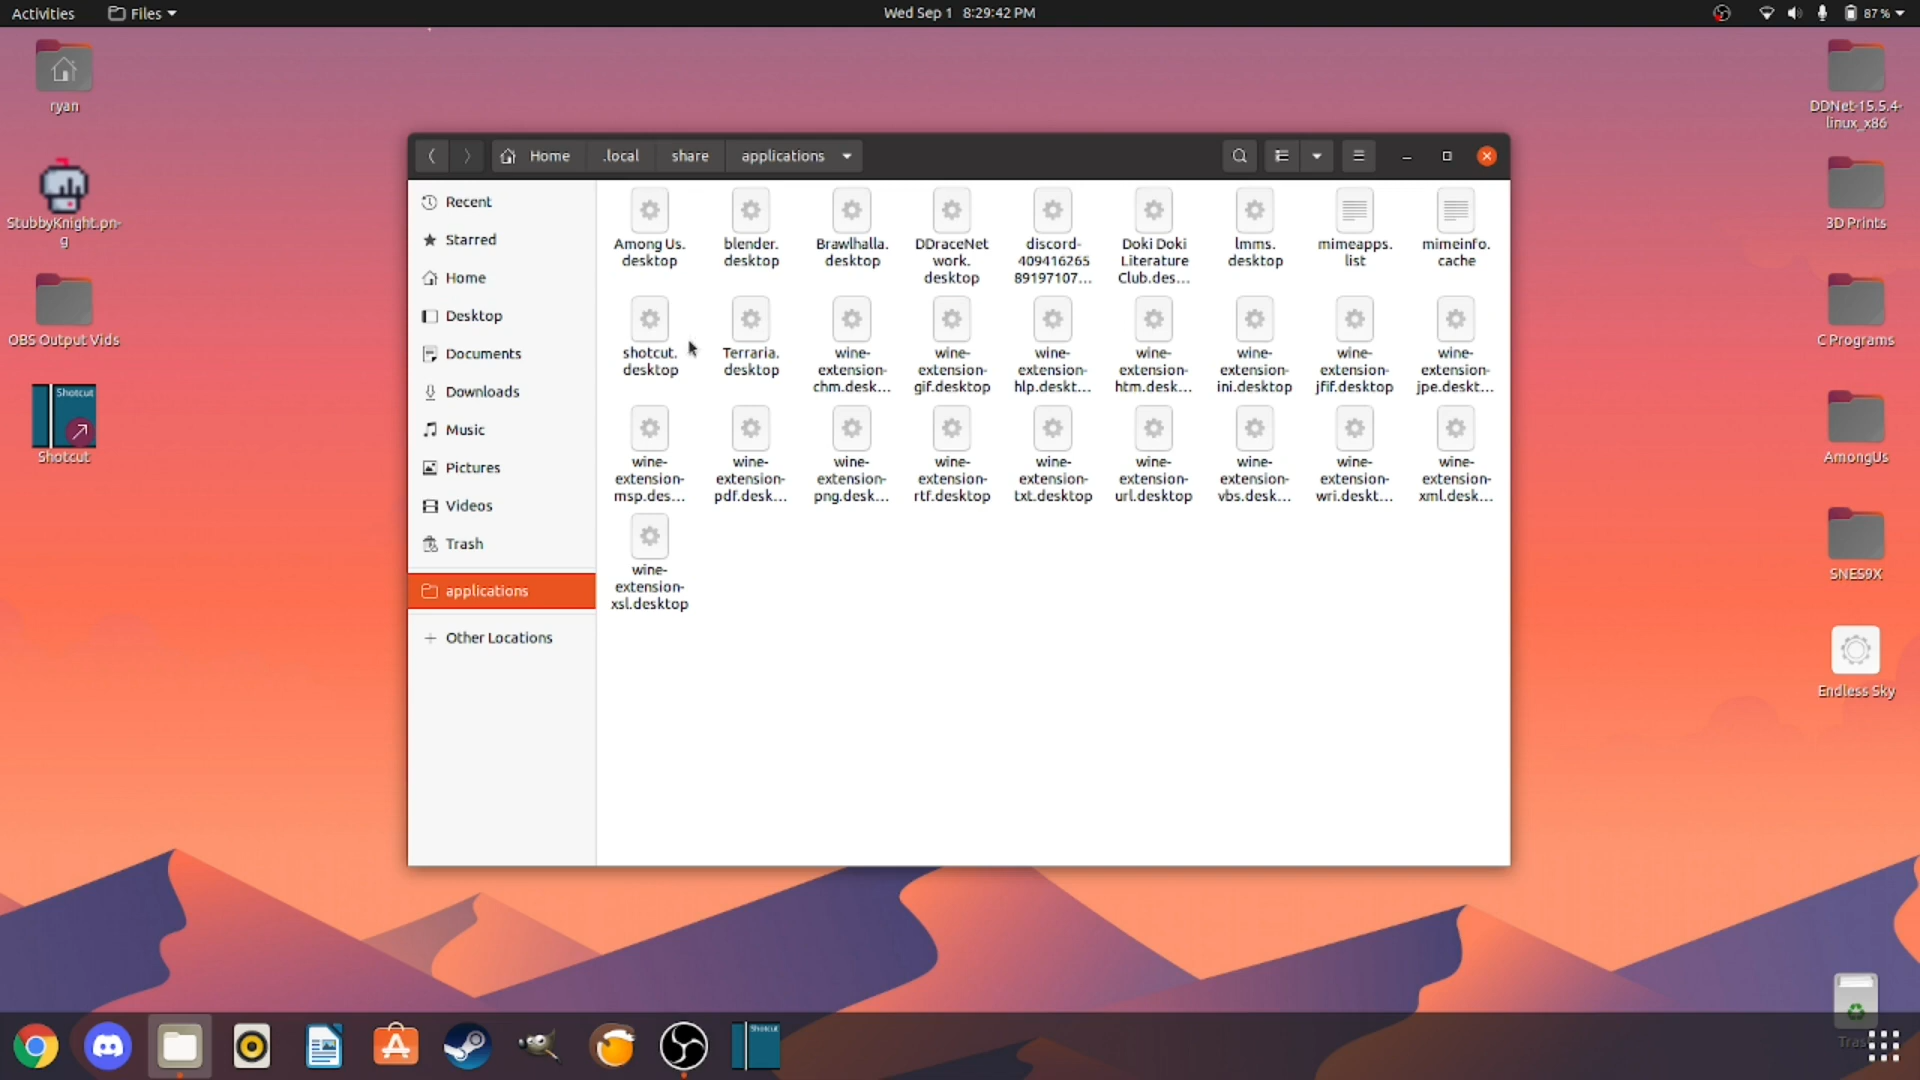 Activities
Files
Wed Sep 1 8:29:42 PM
87 %
ryan
StubbyKnight.pn-
g
OBS Output Vids
Shotcut
Shotcut
Home
.local
share
applications
Recent
Starred
Home
Desktop
Documents
Downloads
Music
Pictures
Videos
Trash
applications
Other Locations
Among Us.
desktop
blender.
desktop
Brawlhalla.
desktop
DDraceNet
work.
desktop
discord-
409416265
89197107...
Doki Doki
Literature
Club.des...
lmms.
desktop
mimeapps.
list
mimeinfo.
cache
shotcut.
desktop
Terraria.
desktop
wine-
extension-
chm.desk...
wine-
extension-
gif.desktop
wine-
extension-
hlp.deskt...
wine-
extension-
htm.desk...
wine-
extension-
ini.desktop
wine-
extension-
jfif.desktop
wine-
extension-
jpe.deskt...
wine-
extension-
msp.des...
wine-
extension-
pdf.desk...
wine-
extension-
png.desk...
wine-
extension-
rtf.desktop
wine-
extension-
txt.desktop
wine-
extension-
url.desktop
wine-
extension-
vbs.desk...
wine-
extension-
wri.deskt...
wine-
extension-
xml.desk...
wine-
extension-
xsl.desktop
DDNet-15.5.4-
linux_x86
3D Prints
C Programs
AmongUs
SNES9X
Endless Sky
Tras
Shotcut